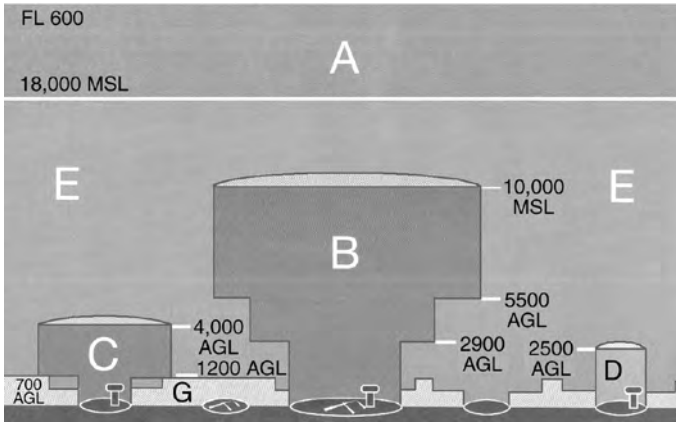 FL 600
A
18,000 MSL
E
E
10,000
MSL
B
5500
AGL
4,000
AGL
C
2900
AGL
2500
AGL
D
1200 AGL
700
AGL
G